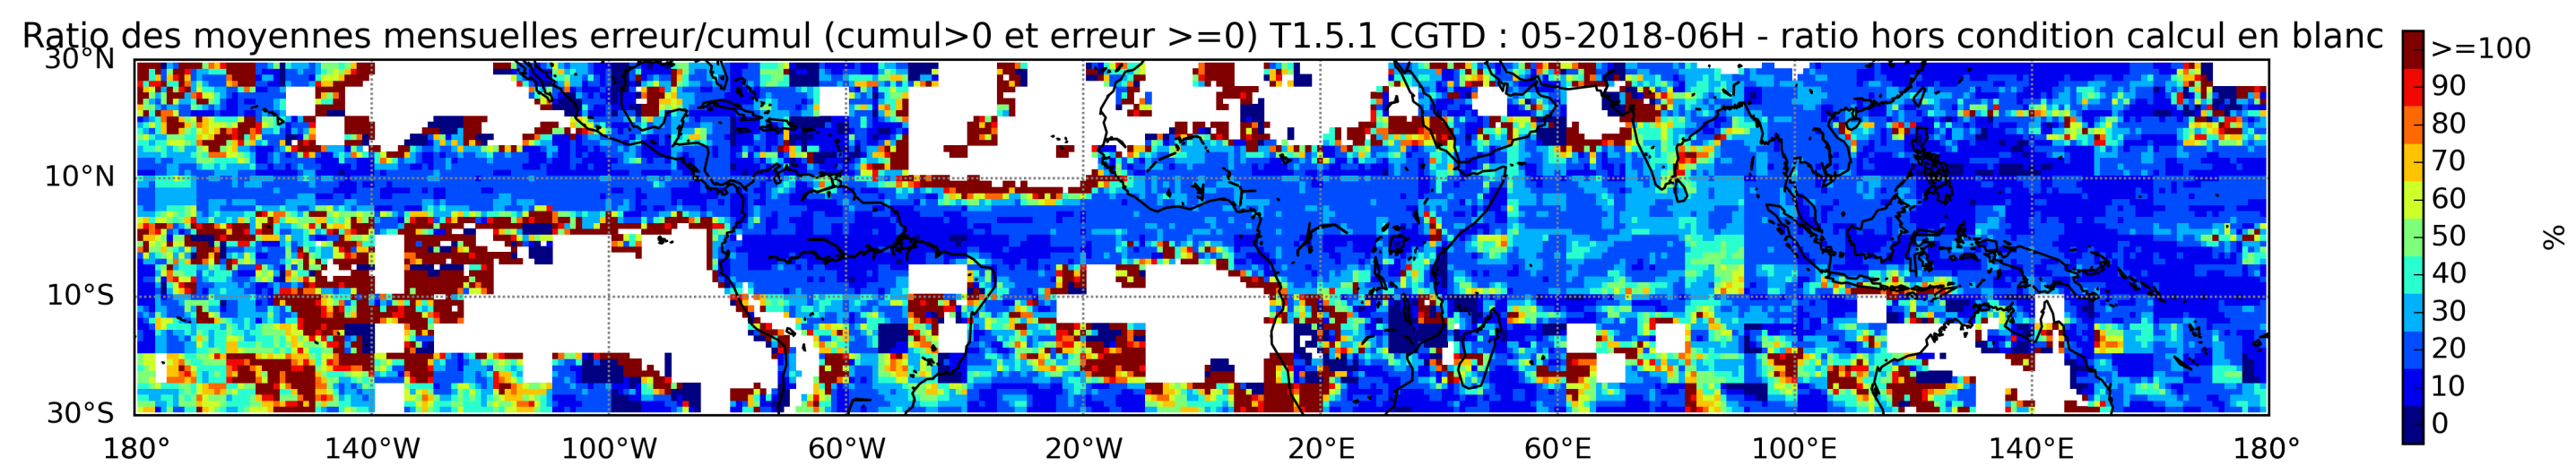 Ratio des moyennes mensuelles erreur/cumul (cumul>0 et erreur >=0) T1.5.1 CGTD : 05-2018-06H - ratio hors condition calcul en blanc
30°N
10°N
10°S
30°S
180° 140°W 100°W 60°W 20°W 20°E 60°E 100°E 140°E 180°
>=100
90
80
70
60
50
40
30
20
10
0
%